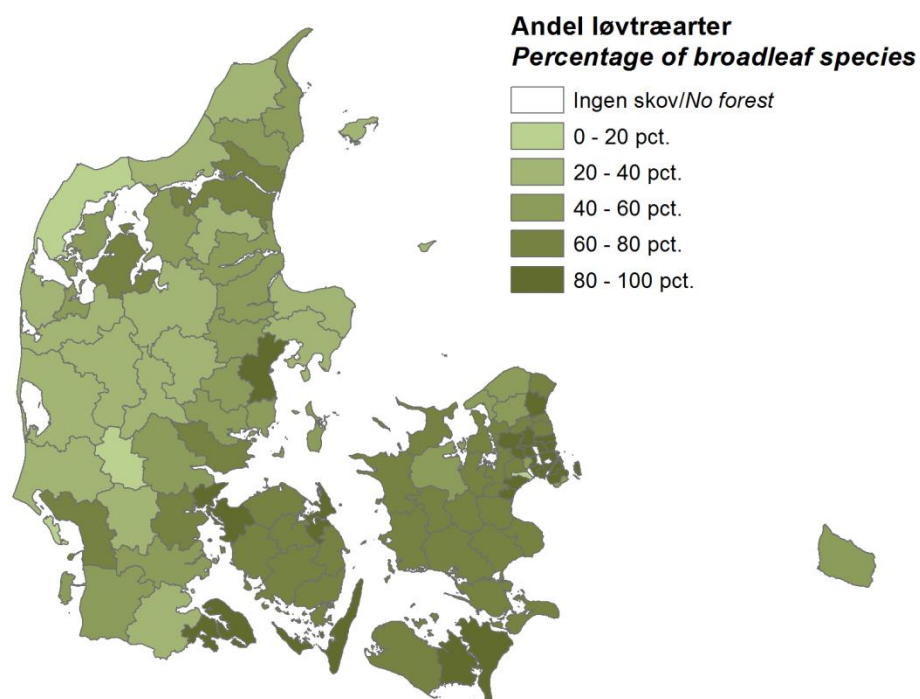 Andel løvtræarter
Percentage of broadleaf species
Ingen skov/No forest
0 - 20 pct.
20 - 40 pct.
40 - 60 pct.
60 - 80 pct.
80 - 100 pct.